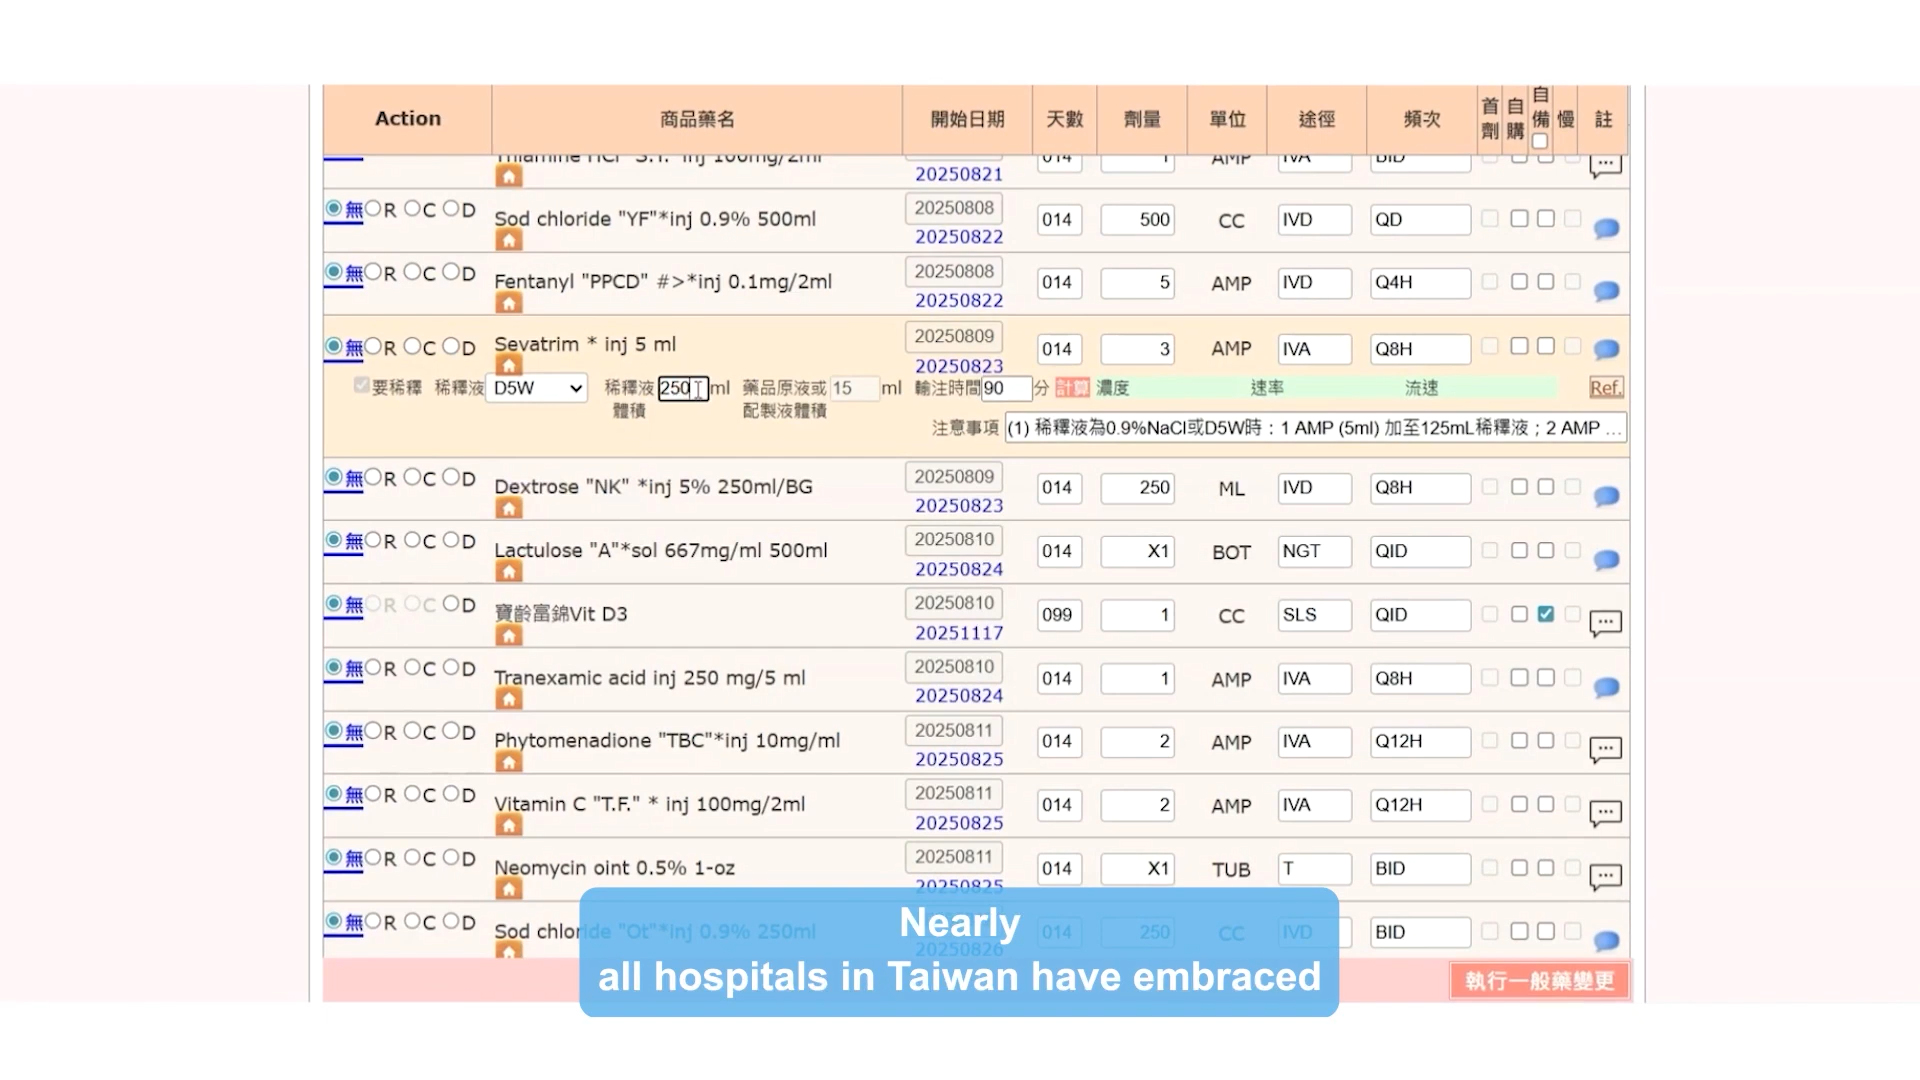 Action 商品藥名 開始日期 天數 劑量 單位 途徑 頻次 首劑 自購 自備 慢 註
Thiamine HCl "S.T." inj 100mg/2ml 014 1 AMP IVA BID
20250821
無 R C D Sod chloride "YF"*inj 0.9% 500ml 20250808 014 500 CC IVD QD
20250822
無 R C D Fentanyl "PPCD" #>*inj 0.1mg/2ml 20250808 014 5 AMP IVD Q4H
20250822
無 R C D Sevatrim * inj 5 ml 20250809 014 3 AMP IVA Q8H
20250823
要稀釋 稀釋液 D5W 稀釋液體積 250 ml 藥品原液或配製液體積 15 ml 輸注時間 90 分 計算 濃度 速率 流速 Ref.
注意事項 (1) 稀釋液為0.9%NaCl或D5W時：1 AMP (5ml) 加至125mL稀釋液；2 AMP ...
無 R C D Dextrose "NK" *inj 5% 250ml/BG 20250809 014 250 ML IVD Q8H
20250823
無 R C D Lactulose "A"*sol 667mg/ml 500ml 20250810 014 X1 BOT NGT QID
20250824
無 R C D 寶齡富錦Vit D3 20250810 099 1 CC SLS QID
20251117
無 R C D Tranexamic acid inj 250 mg/5 ml 20250810 014 1 AMP IVA Q8H
20250824
無 R C D Phytomenadione "TBC"*inj 10mg/ml 20250811 014 2 AMP IVA Q12H
20250825
無 R C D Vitamin C "T.F." * inj 100mg/2ml 20250811 014 2 AMP IVA Q12H
20250825
無 R C D Neomycin oint 0.5% 1-oz 20250811 014 X1 TUB T BID
20250825
無 R C D Sod chloride "Ot"*inj 0.9% 250ml 014 250 CC IVD BID
20250826
Nearly
all hospitals in Taiwan have embraced
執行一般藥變更